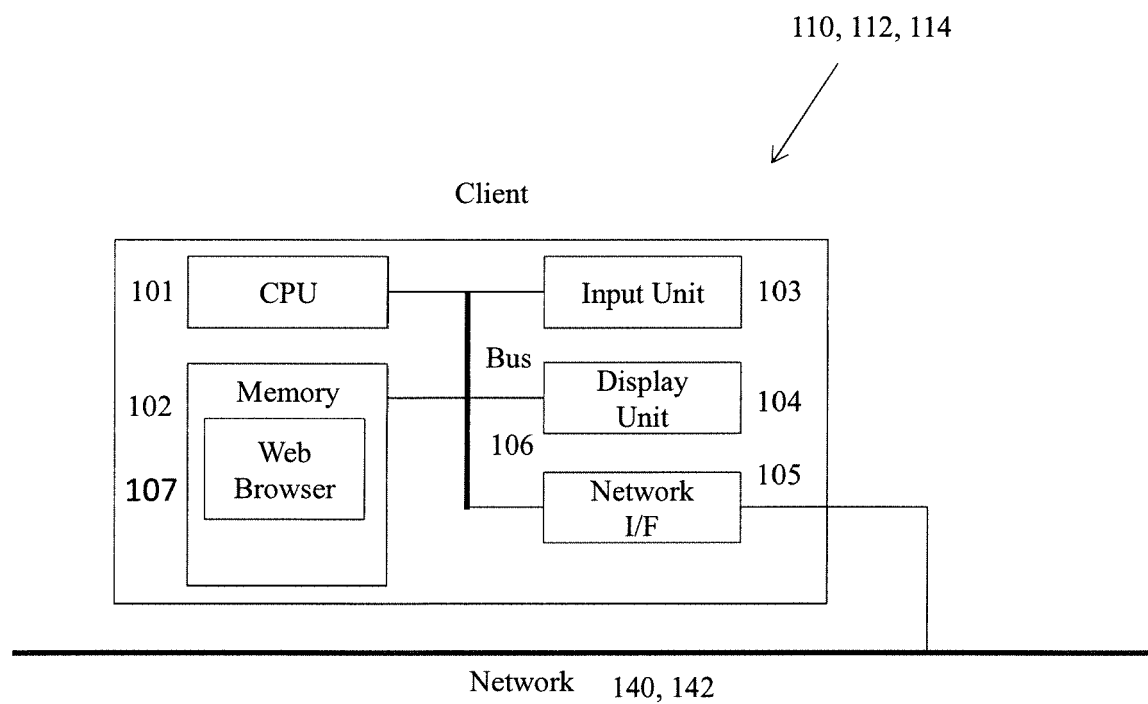 110, 112, 114
Client
101
CPU
Input Unit
103
Bus
Memory
Display
Unit
102
104
106
Web
Browser
107
105
Network
I/F
Network
140, 142